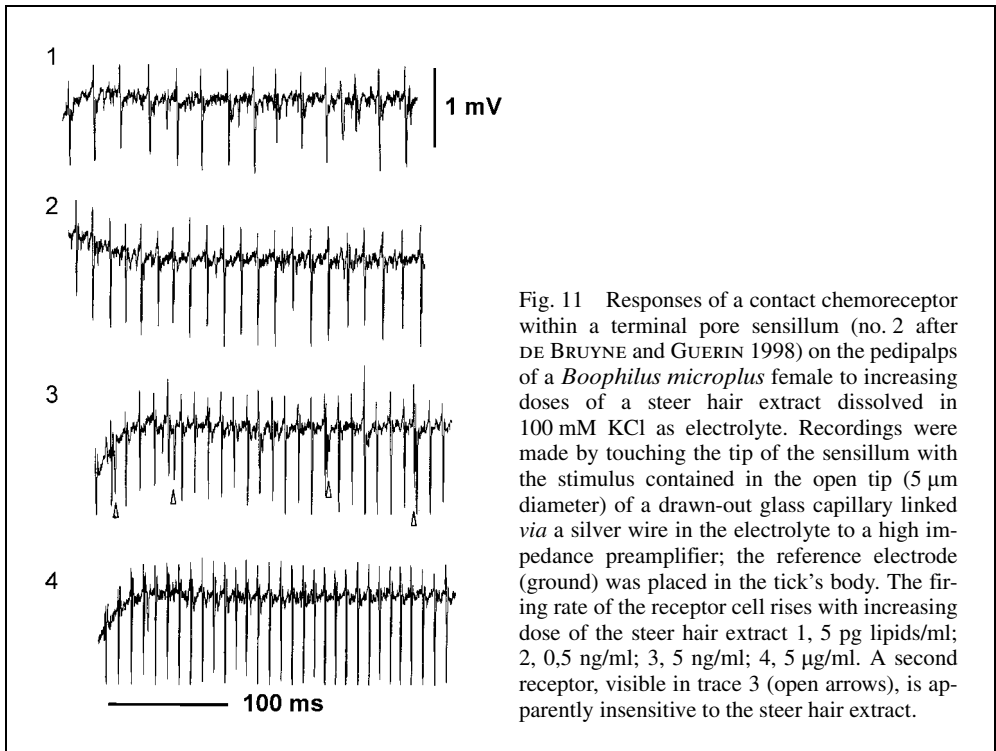 1
1 mV
2
3
4
100 ms
Fig. 11 Responses of a contact chemoreceptor
within a terminal pore sensillum (no. 2 after
DE BRUYNE and GUERIN 1998) on the pedipalps
of a Boophilus microplus female to increasing
doses of a steer hair extract dissolved in
100 mM KCl as electrolyte. Recordings were
made by touching the tip of the sensillum with
the stimulus contained in the open tip (5 μm
diameter) of a drawn-out glass capillary linked
via a silver wire in the electrolyte to a high im-
pedance preamplifier; the reference electrode
(ground) was placed in the tick's body. The fir-
ing rate of the receptor cell rises with increasing
dose of the steer hair extract 1, 5 pg lipids/ml;
2, 0,5 ng/ml; 3, 5 ng/ml; 4, 5 μg/ml. A second
receptor, visible in trace 3 (open arrows), is ap-
parently insensitive to the steer hair extract.